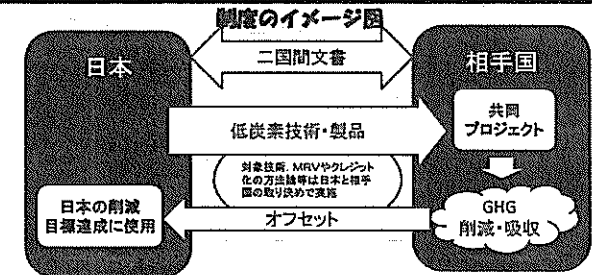 制度のイメージ図
日本
二国間文書
相手国
低炭素技術・製品
共同
プロジェクト
対象技術、MRVやクレジット
化の方法論等は日本と相手
国の取り決めで実施
日本の削減
目標達成に使用
オフセット
GHG
削減・吸収